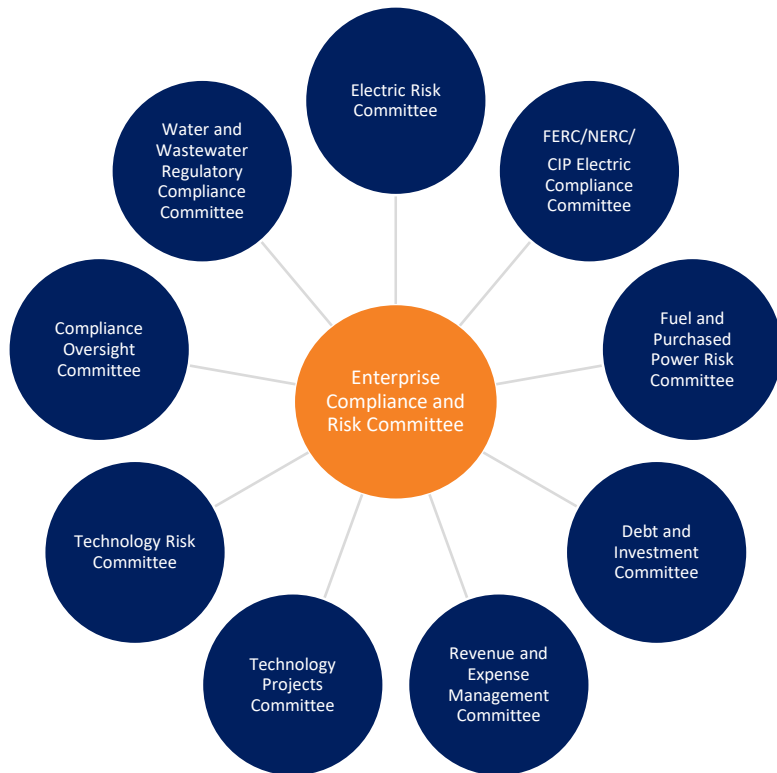 Electric Risk
Committee
FERC/NERC/
CIP Electric
Compliance
Committee
Water and
Wastewater
Regulatory
Compliance
Committee
Fuel and
Purchased
Power Risk
Committee
Compliance
Oversight
Committee
Enterprise
Compliance and
Risk Committee
Debt and
Investment
Committee
Technology Risk
Committee
Revenue and
Expense
Management
Committee
Technology
Projects
Committee